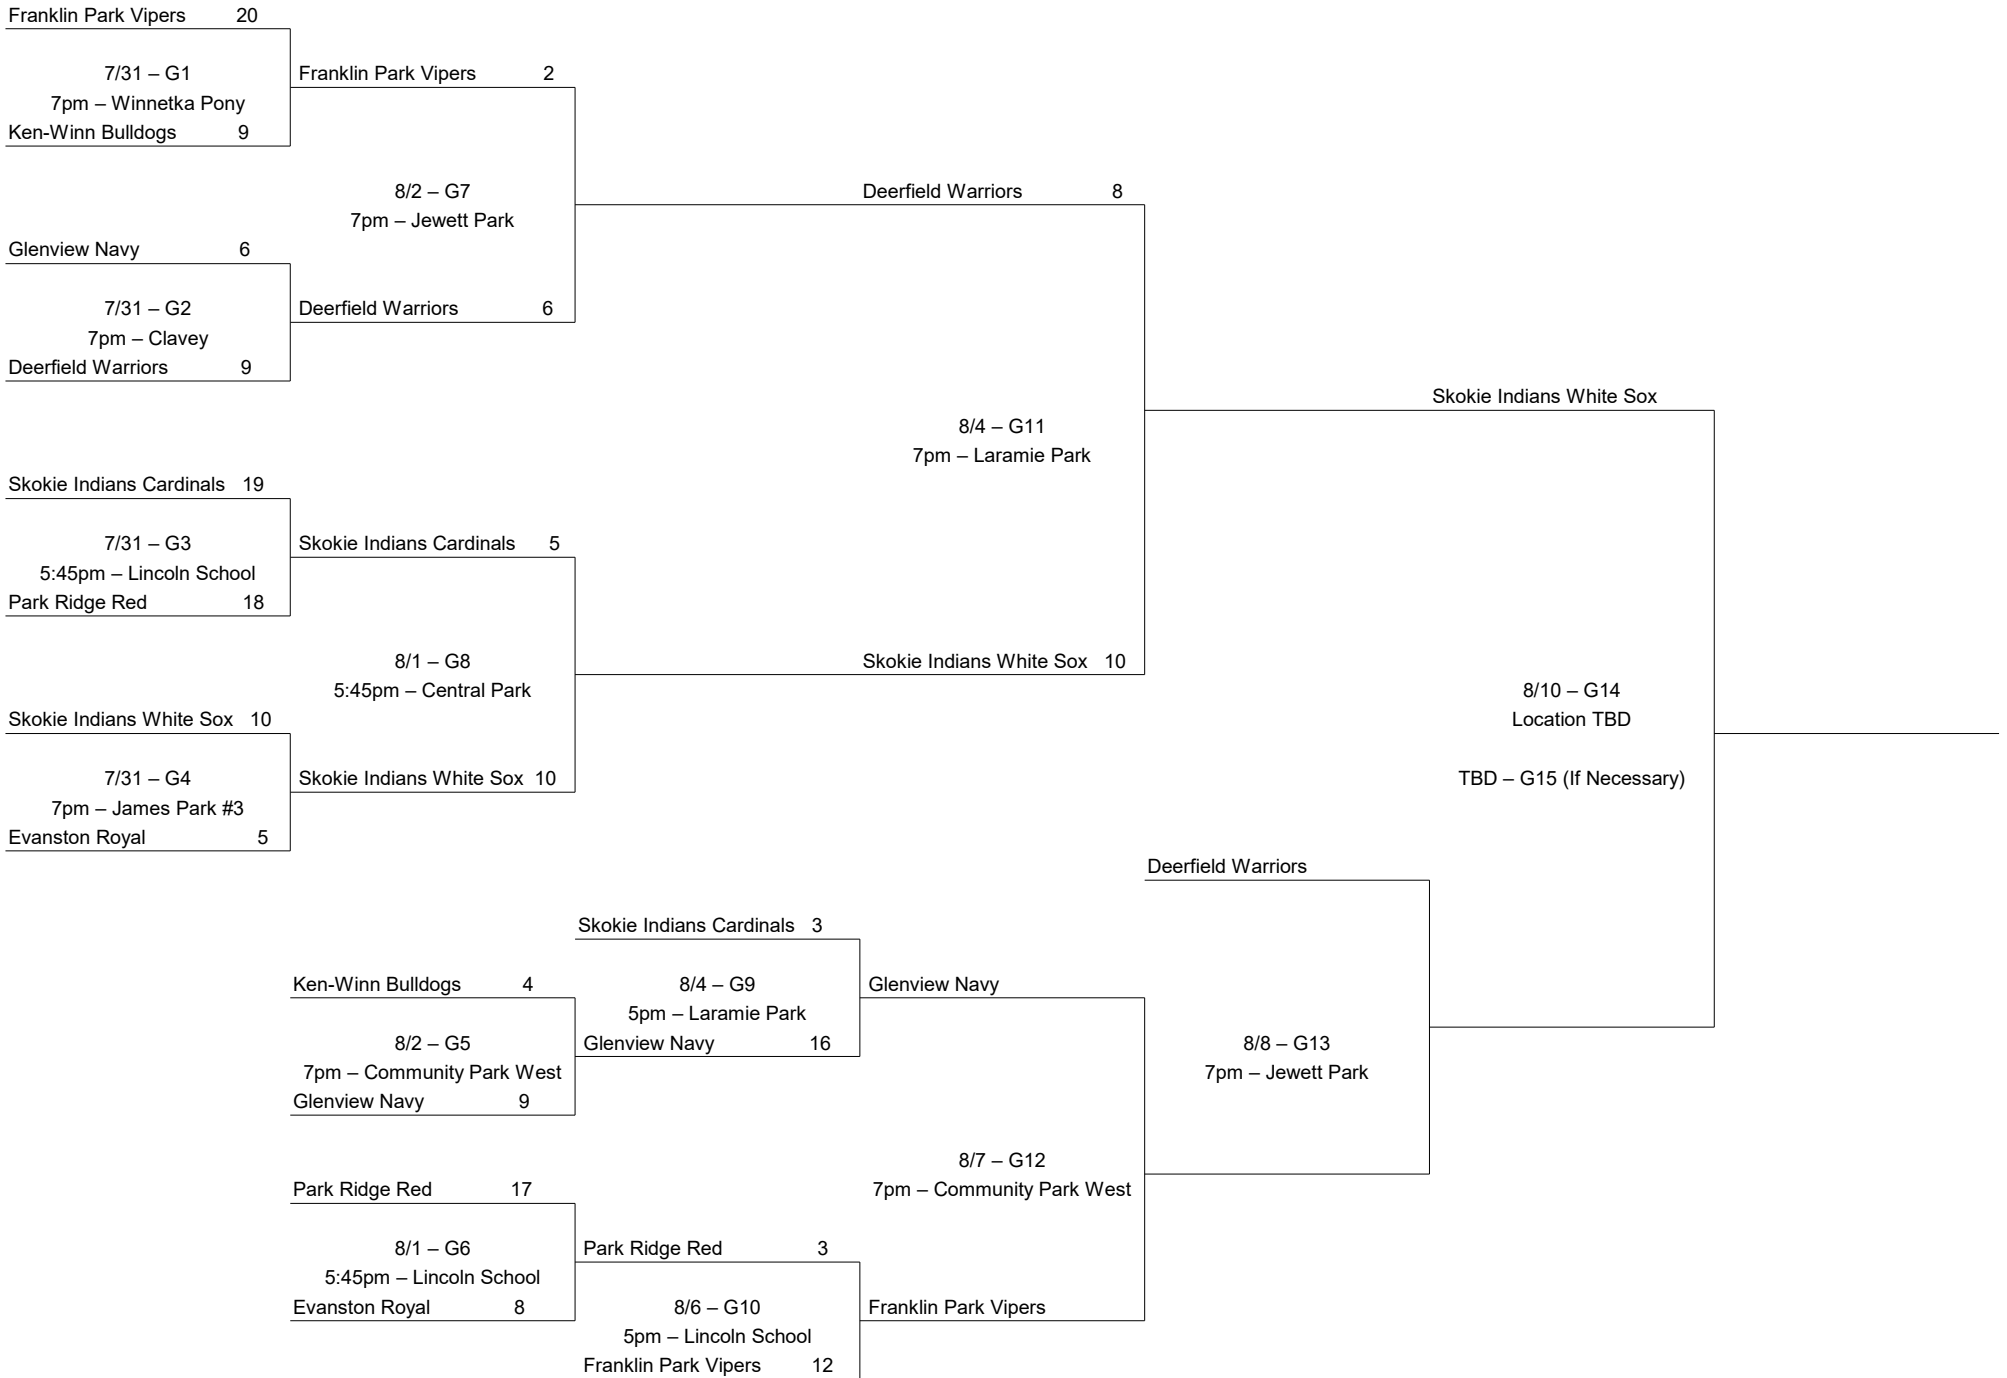 Franklin Park Vipers 20
7/31 – G1
7pm – Winnetka Pony
Ken-Winn Bulldogs 9
Franklin Park Vipers 2
8/2 – G7
7pm – Jewett Park
Glenview Navy 6
7/31 – G2
7pm – Clavey
Deerfield Warriors 9
Deerfield Warriors 6
Deerfield Warriors 8
8/4 – G11
7pm – Laramie Park
Skokie Indians Cardinals 19
7/31 – G3
5:45pm – Lincoln School
Park Ridge Red 18
Skokie Indians Cardinals 5
8/1 – G8
5:45pm – Central Park
Skokie Indians White Sox 10
7/31 – G4
7pm – James Park #3
Evanston Royal 5
Skokie Indians White Sox 10
Skokie Indians White Sox 10
Skokie Indians White Sox
8/10 – G14
Location TBD
TBD – G15 (If Necessary)
Deerfield Warriors
8/8 – G13
7pm – Jewett Park
Skokie Indians Cardinals 3
8/4 – G9
5pm – Laramie Park
Glenview Navy 16
Ken-Winn Bulldogs 4
8/2 – G5
7pm – Community Park West
Glenview Navy 9
Glenview Navy
8/7 – G12
7pm – Community Park West
Park Ridge Red 17
8/1 – G6
5:45pm – Lincoln School
Evanston Royal 8
Park Ridge Red 3
8/6 – G10
5pm – Lincoln School
Franklin Park Vipers 12
Franklin Park Vipers